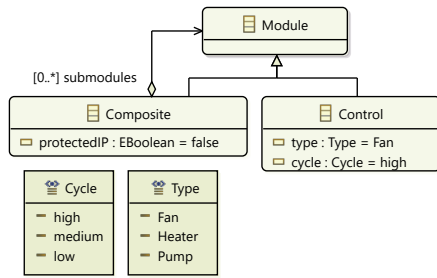 Module
[0..*] submodules
Composite
protectedIP : EBoolean = false
Control
type : Type = Fan
cycle : Cycle = high
Cycle
high
medium
low
Type
Fan
Heater
Pump